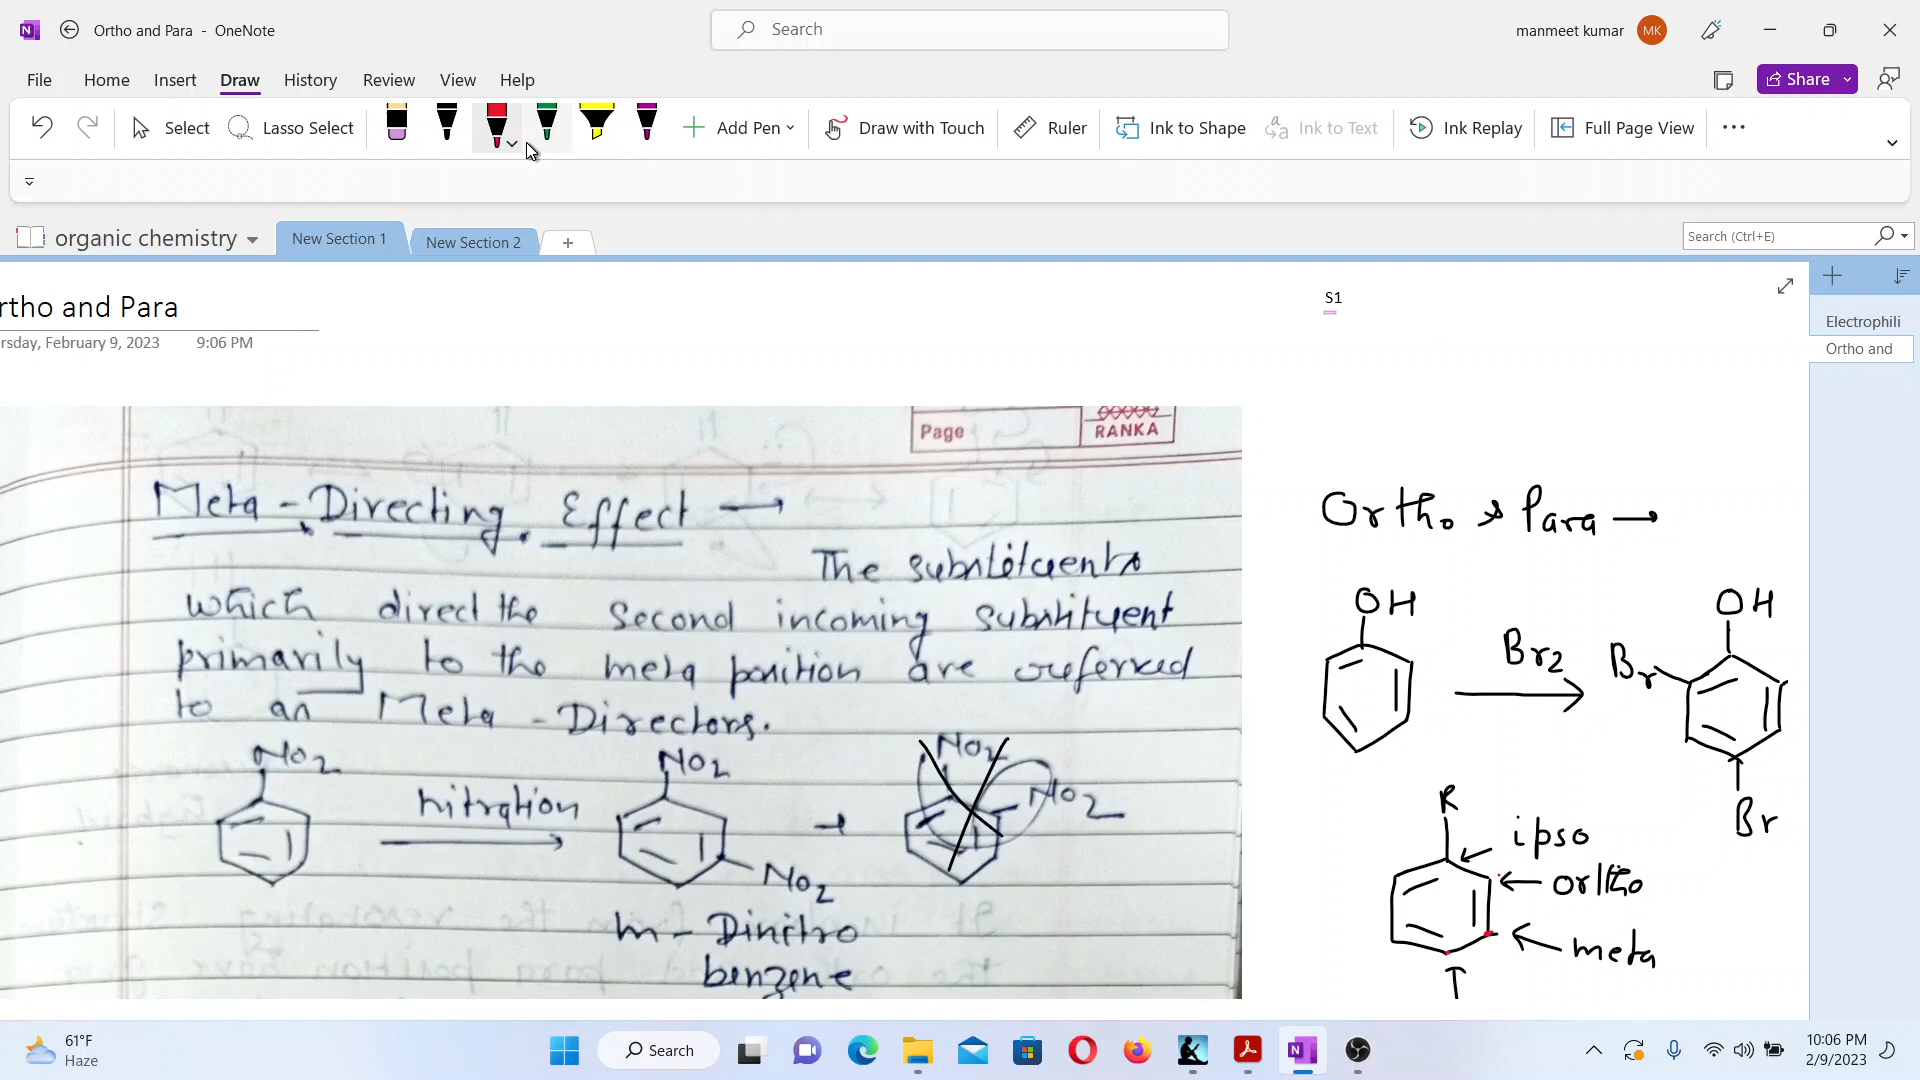 Ortho and Para - OneNote
Search
manmeet kumar
MK
File Home Insert Draw History Review View Help
Share
Select
Lasso Select
Add Pen
Draw with Touch
Ruler
Ink to Shape
Ink to Text
Ink Replay
Full Page View
organic chemistry
New Section 1
New Section 2
Search (Ctrl+E)
rtho and Para
rsday, February 9, 2023 9:06 PM
S1
Electrophili
Ortho and
Page
RANKA
Meta - Directing Effect →
The substituents
which direct the second incoming substituent
primarily to the meta position are referred
to as Meta - Directors.
NO2
nitration
NO2
NO2
+
NO2
NO2
m - Dinitro
benzene
Ortho & Para →
OH
Br2
OH
Br
Br
R
ipso
ortho
meta
61°F
Haze
Search
10:06 PM
2/9/2023